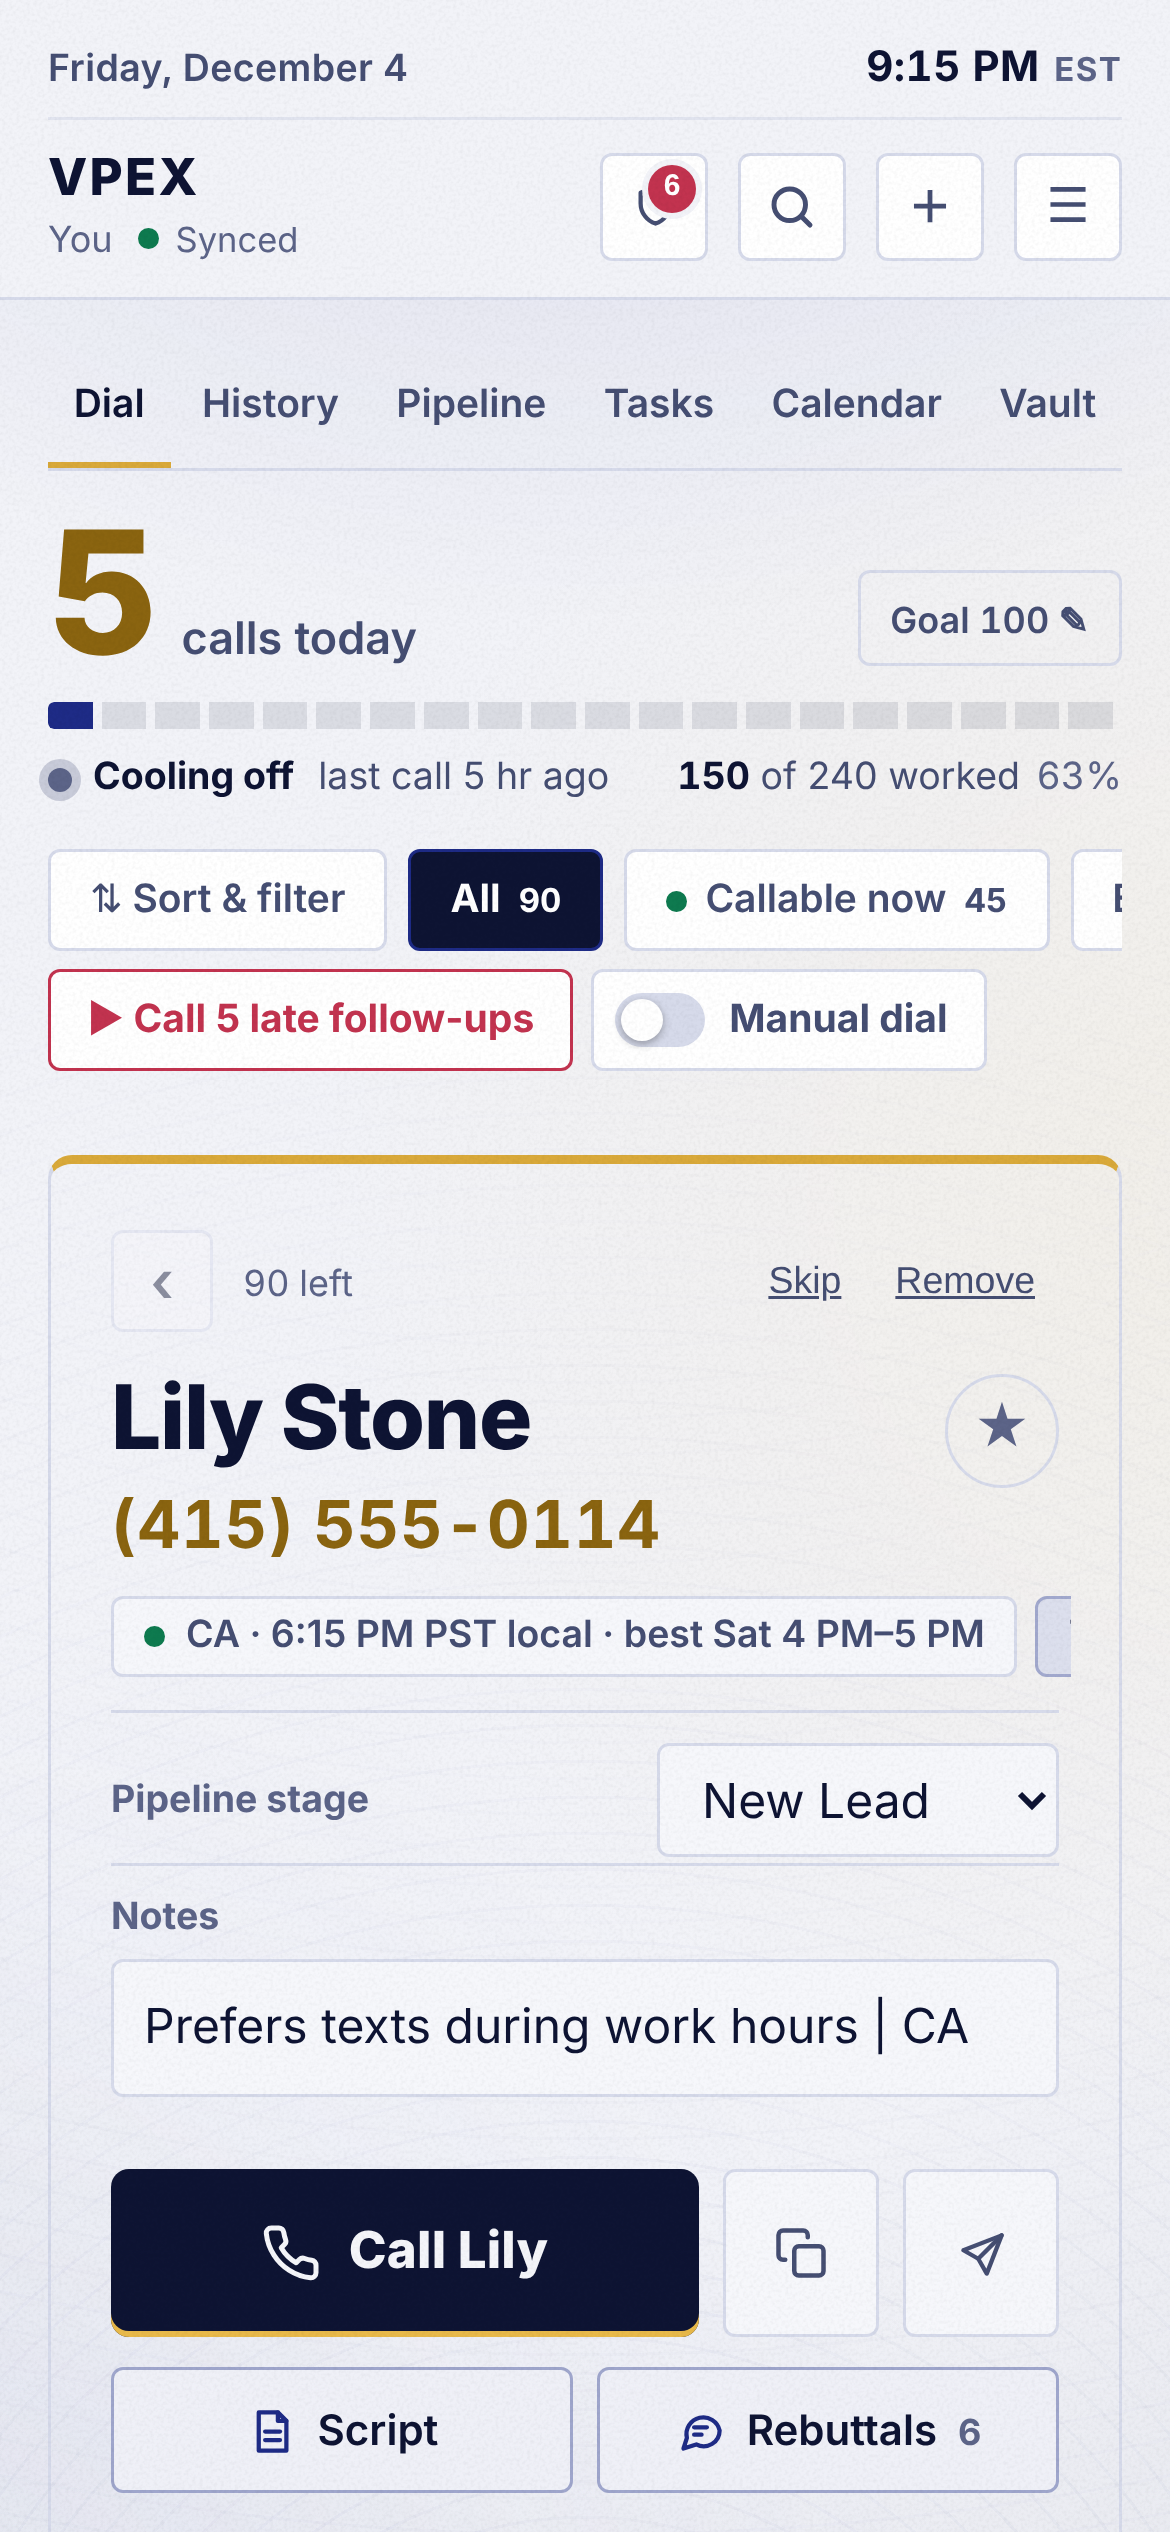 Friday, December 4
9:15 PM EST
VPEX
You Synced
6
Dial History Pipeline Tasks Calendar Vault
5 calls today
Goal 100 ✎
Cooling off last call 5 hr ago
150 of 240 worked 63%
⇅ Sort & filter
All 90
Callable now 45
▶ Call 5 late follow-ups
Manual dial
‹ 90 left
Skip Remove
Lily Stone
★
(415) 555-0114
CA · 6:15 PM PST local · best Sat 4 PM–5 PM
Pipeline stage
New Lead
Notes
Prefers texts during work hours | CA
Call Lily
Script
Rebuttals 6